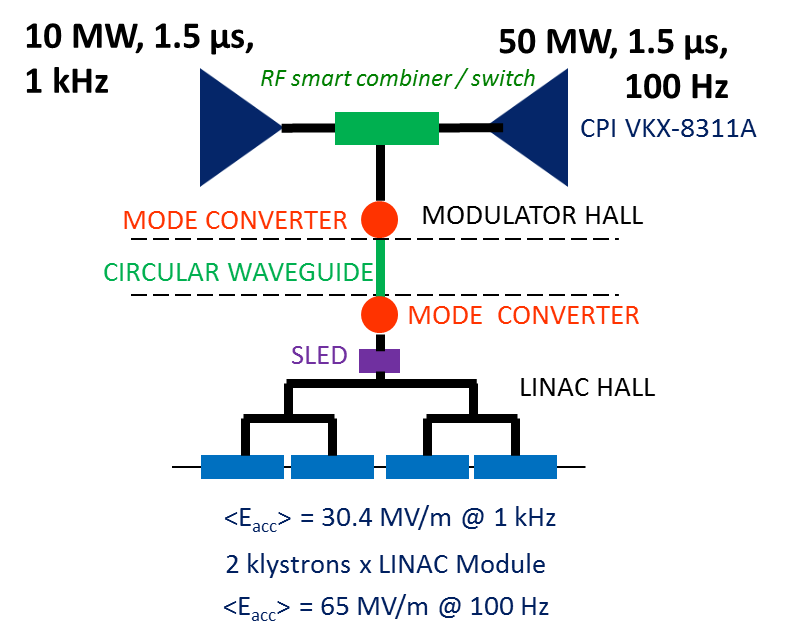 10 MW, 1.5 μs,
1 kHz
50 MW, 1.5 μs,
100 Hz
RF smart combiner / switch
CPI VKX-8311A
MODE CONVERTER
MODULATOR HALL
CIRCULAR WAVEGUIDE
MODE CONVERTER
SLED
LINAC HALL
<Eacc> = 30.4 MV/m @ 1 kHz
2 klystrons x LINAC Module
<Eacc> = 65 MV/m @ 100 Hz